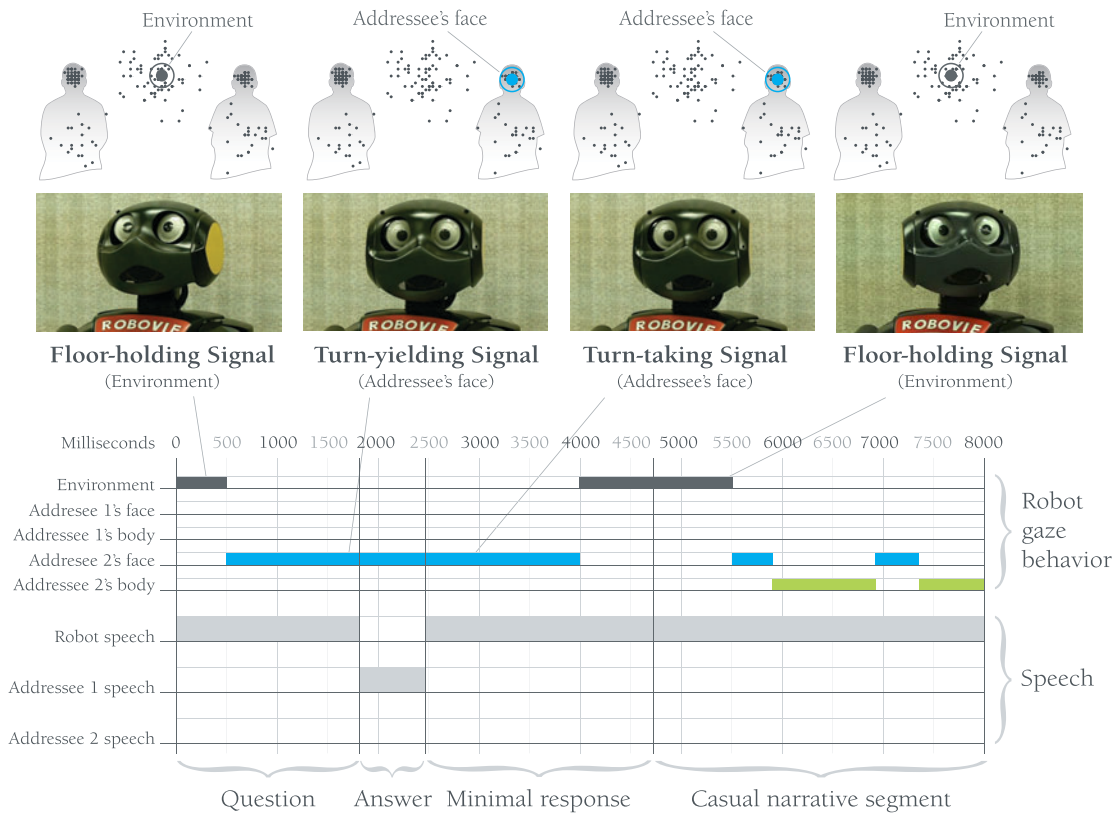 Environment
Addressee's face
Addressee's face
Environment
ROBOVIE
ROBOVIE
ROBOVIE
ROBOVIE
Floor-holding Signal
(Environment)
Turn-yielding Signal
(Addressee's face)
Turn-taking Signal
(Addressee's face)
Floor-holding Signal
(Environment)
Milliseconds 0 500 1000 1500 2000 2500 3000 3500 4000 4500 5000 5500 6000 6500 7000 7500 8000
Environment
Addresee 1's face
Addressee 1's body
Addresee 2's face
Addressee 2's body
Robot
gaze
behavior
Robot speech
Addressee 1 speech
Addressee 2 speech
Speech
Question
Answer
Minimal response
Casual narrative segment